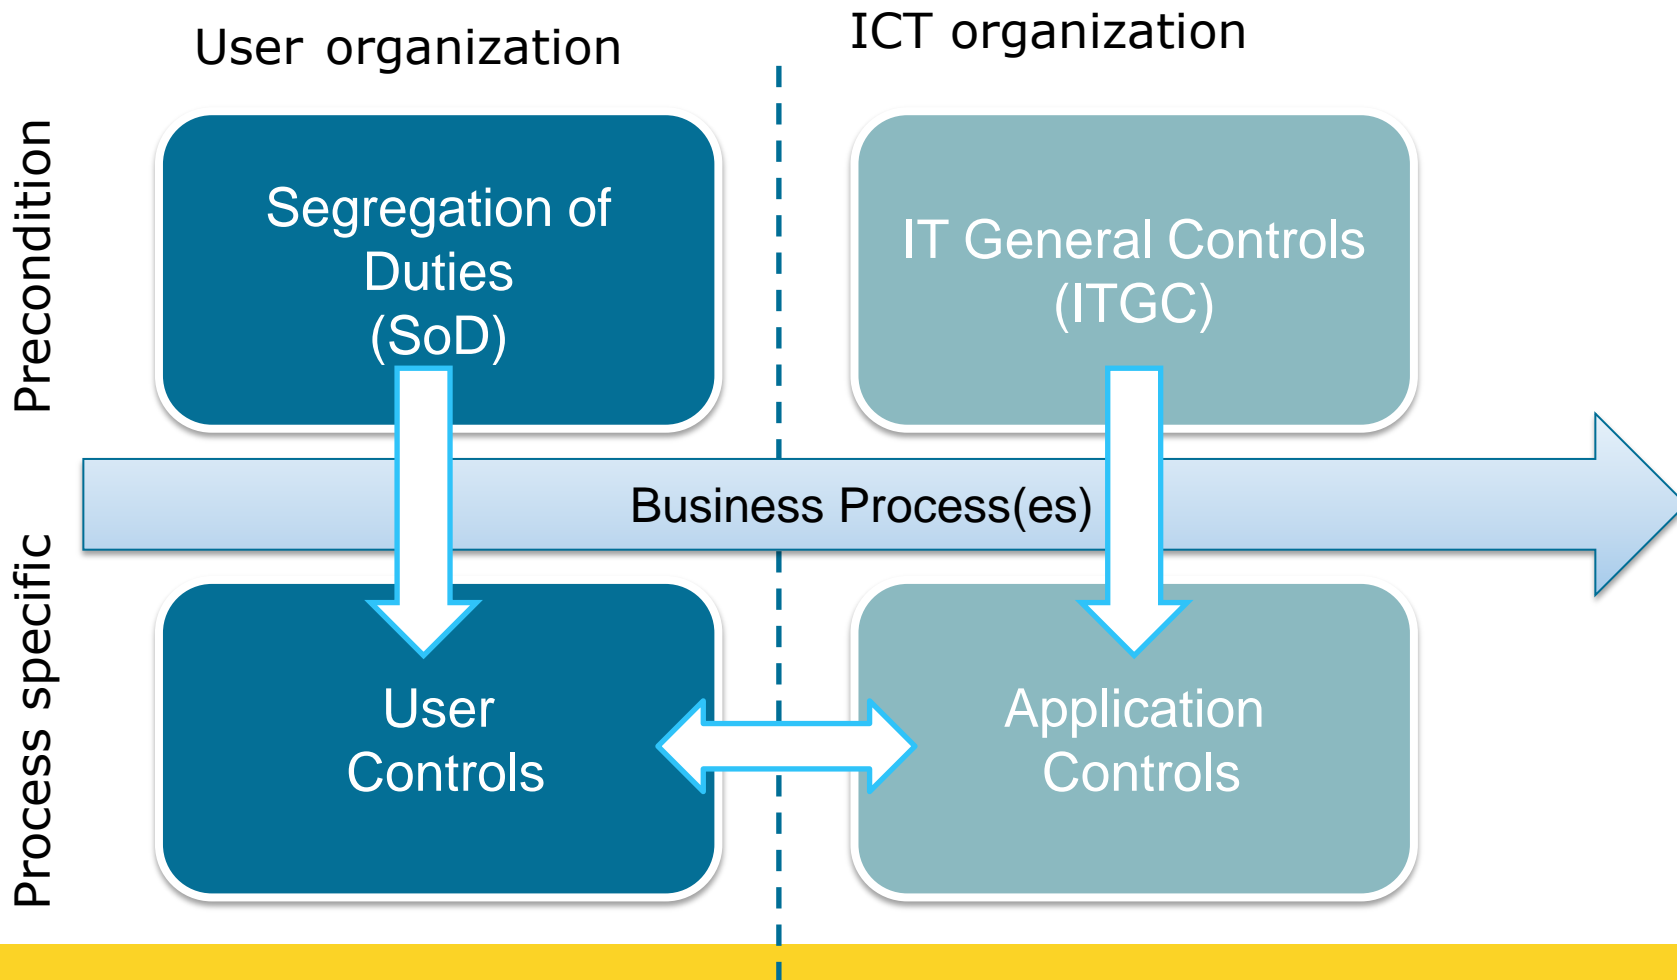 User organization
ICT organization
Precondition
Segregation of
Duties
(SoD)
IT General Controls
(ITGC)
Business Process(es)
Process specific
User
Controls
Application
Controls